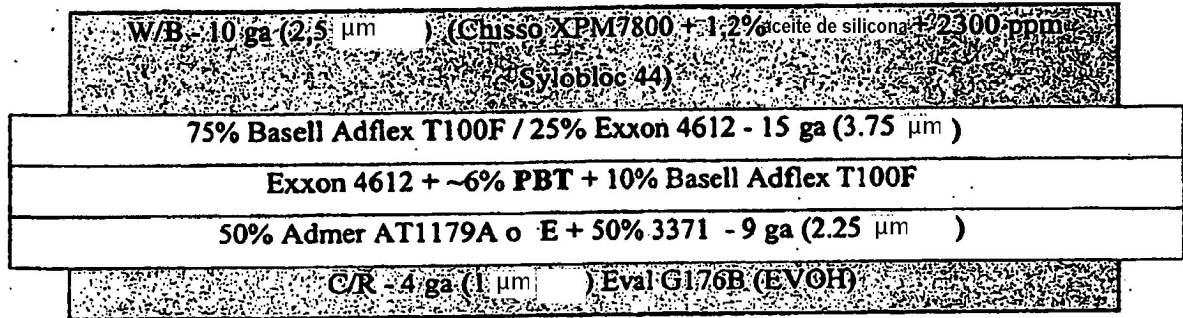 W/B - 10 ga (2,5 μm ) (Chisso XPM7800 + 1,2% aceite de silicona + 2300 ppm
Sylobloc 44)
75% Basell Adflex T100F / 25% Exxon 4612 - 15 ga (3.75 μm )
Exxon 4612 + ~6% PBT + 10% Basell Adflex T100F
50% Admer AT1179A o E + 50% 3371 - 9 ga (2.25 μm )
C/R - 4 ga (1 μm ) Eval G176B (EVOH)